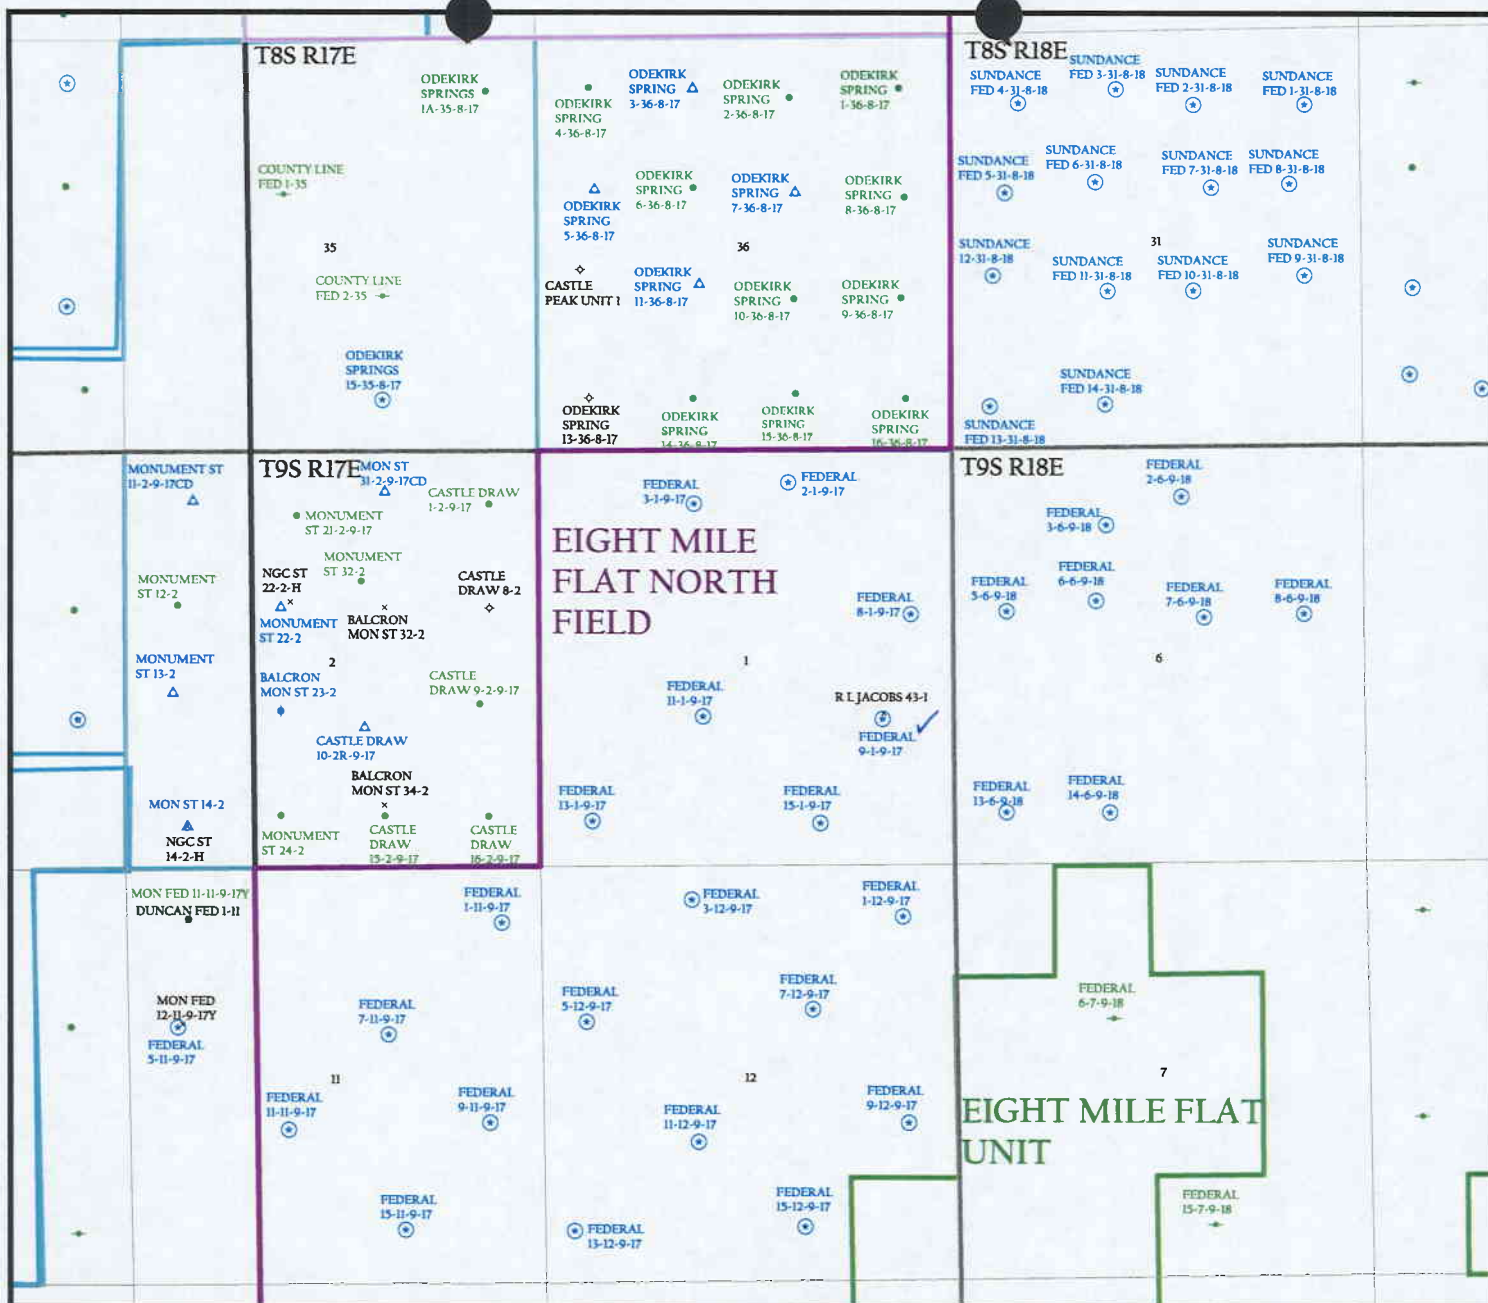 T8S R17E
ODEKIRK
SPRINGS
1A-35-8-17
COUNTY LINE
FED 1-35
35
COUNTY LINE
FED 2-35
ODEKIRK
SPRINGS
15-35-8-17
ODEKIRK
SPRING
4-36-8-17
ODEKIRK
SPRING
3-36-8-17
ODEKIRK
SPRING
2-36-8-17
ODEKIRK
SPRING
1-36-8-17
ODEKIRK
SPRING
5-36-8-17
ODEKIRK
SPRING
6-36-8-17
ODEKIRK
SPRING
7-36-8-17
ODEKIRK
SPRING
8-36-8-17
36
CASTLE
PEAK UNIT 1
ODEKIRK
SPRING
11-36-8-17
ODEKIRK
SPRING
10-36-8-17
ODEKIRK
SPRING
9-36-8-17
ODEKIRK
SPRING
13-36-8-17
ODEKIRK
SPRING
14-36-8-17
ODEKIRK
SPRING
15-36-8-17
ODEKIRK
SPRING
16-36-8-17
T8S R18E
SUNDANCE
FED 4-31-8-18
SUNDANCE
FED 3-31-8-18
SUNDANCE
FED 2-31-8-18
SUNDANCE
FED 1-31-8-18
SUNDANCE
FED 5-31-8-18
SUNDANCE
FED 6-31-8-18
SUNDANCE
FED 7-31-8-18
SUNDANCE
FED 8-31-8-18
31
SUNDANCE
12-31-8-18
SUNDANCE
FED 11-31-8-18
SUNDANCE
FED 10-31-8-18
SUNDANCE
FED 9-31-8-18
SUNDANCE
FED 14-31-8-18
SUNDANCE
FED 13-31-8-18
MONUMENT ST
11-2-9-17CD
MONUMENT
ST 12-2
MONUMENT
ST 13-2
MON ST 14-2
NGC ST
14-2-H
T9S R17E
MON ST
31-2-9-17CD
CASTLE DRAW
1-2-9-17
MONUMENT
ST 21-2-9-17
MONUMENT
ST 32-2
NGC ST
22-2-H
CASTLE
DRAW 8-2
MONUMENT
ST 22-2
BALCRON
MON ST 32-2
2
BALCRON
MON ST 23-2
CASTLE
DRAW 9-2-9-17
CASTLE DRAW
10-2R-9-17
BALCRON
MON ST 34-2
MONUMENT
ST 24-2
CASTLE
DRAW
15-2-9-17
CASTLE
DRAW
16-2-9-17
FEDERAL
3-1-9-17
FEDERAL
2-1-9-17
EIGHT MILE
FLAT NORTH
FIELD
FEDERAL
8-1-9-17
1
FEDERAL
11-1-9-17
R L JACOBS 43-1
FEDERAL
9-1-9-17
FEDERAL
13-1-9-17
FEDERAL
15-1-9-17
T9S R18E
FEDERAL
2-6-9-18
FEDERAL
3-6-9-18
FEDERAL
5-6-9-18
FEDERAL
6-6-9-18
FEDERAL
7-6-9-18
FEDERAL
8-6-9-18
6
FEDERAL
13-6-9-18
FEDERAL
14-6-9-18
MON FED 11-11-9-17Y
DUNCAN FED 1-11
MON FED
12-11-9-17Y
FEDERAL
5-11-9-17
FEDERAL
1-11-9-17
FEDERAL
7-11-9-17
11
FEDERAL
11-11-9-17
FEDERAL
9-11-9-17
FEDERAL
15-11-9-17
FEDERAL
3-12-9-17
FEDERAL
1-12-9-17
FEDERAL
5-12-9-17
FEDERAL
7-12-9-17
12
FEDERAL
11-12-9-17
FEDERAL
9-12-9-17
FEDERAL
13-12-9-17
FEDERAL
15-12-9-17
FEDERAL
6-7-9-18
7
EIGHT MILE FLAT
UNIT
FEDERAL
15-7-9-18